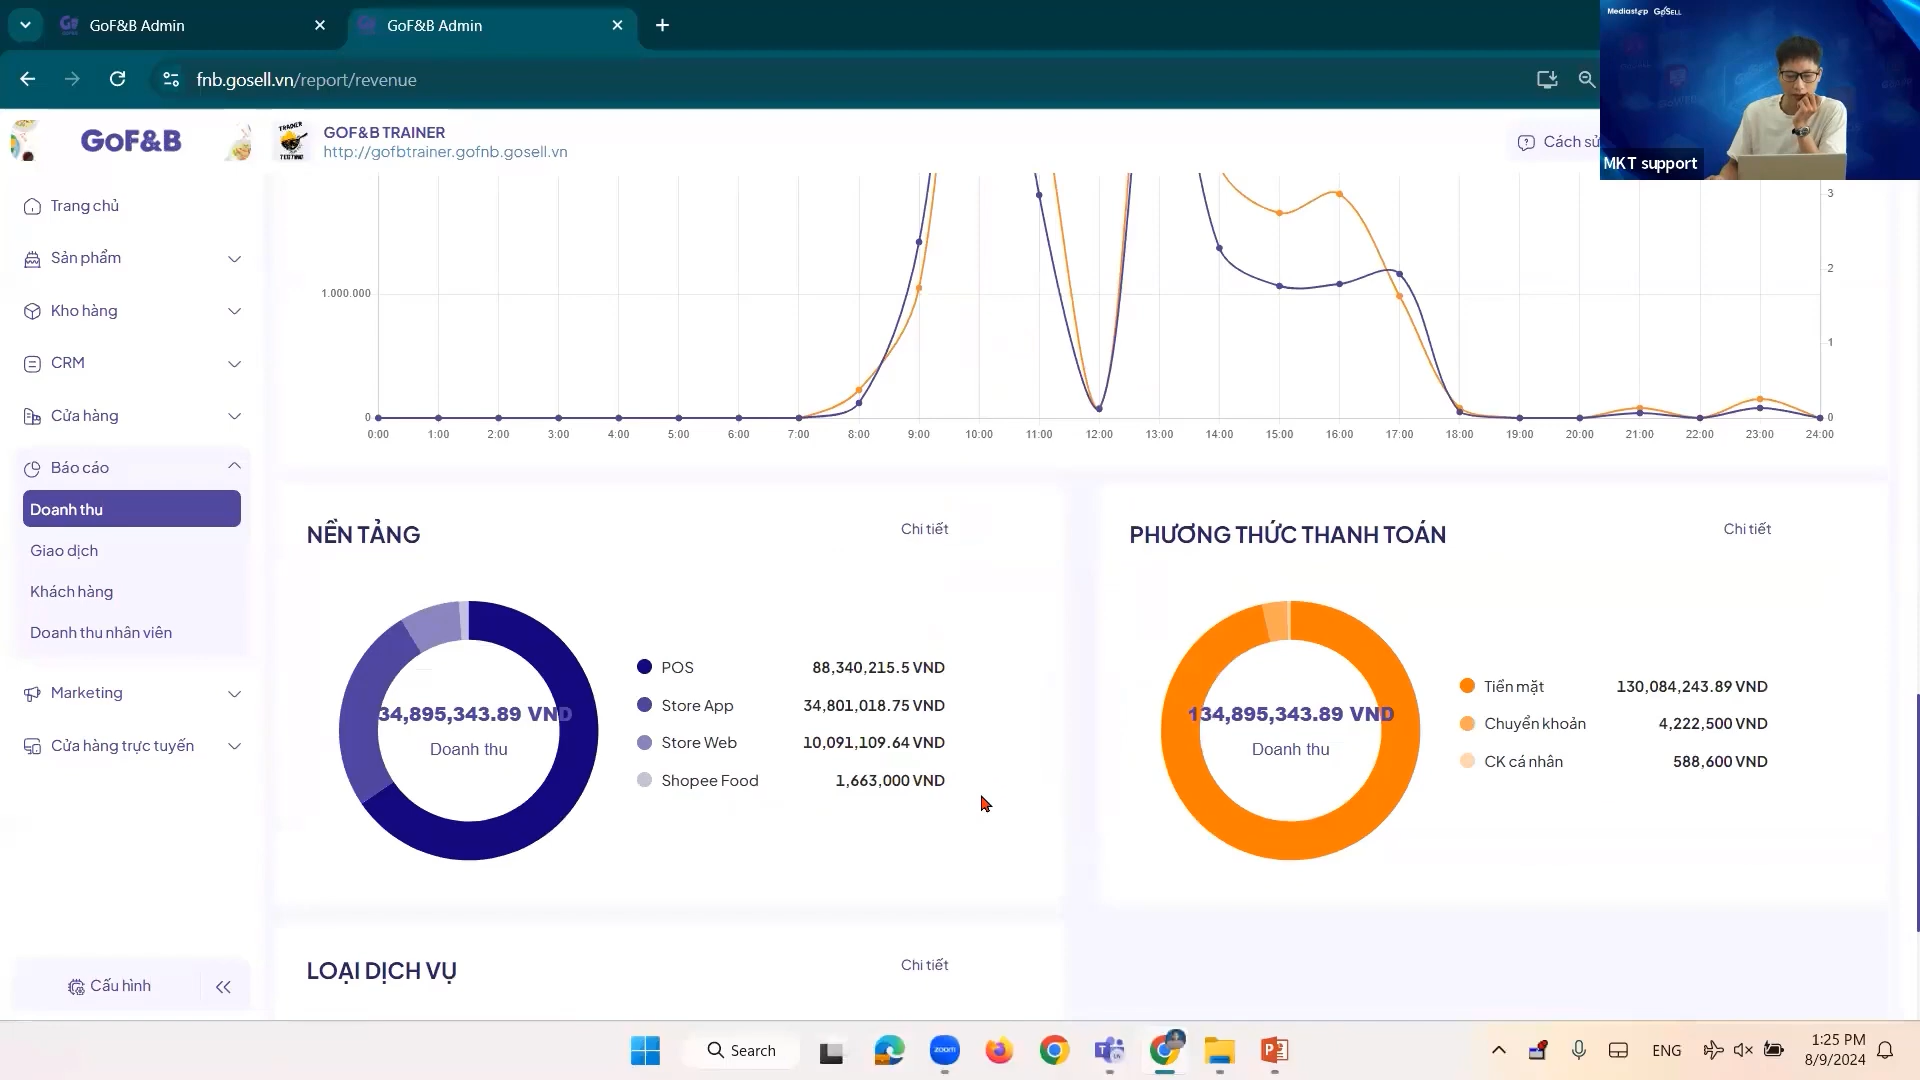 GoF&B Admin
GoF&B Admin
fnb.gosell.vn/report/revenue
Mediastep GoSELL
MKT support
GoF&B
TRAINER
GOF&B TRAINER
http://gofbtrainer.gofnb.gosell.vn
Cách sử
Trang chủ
Sản phẩm
Kho hàng
CRM
Cửa hàng
Báo cáo
Doanh thu
Giao dịch
Khách hàng
Doanh thu nhân viên
Marketing
Cửa hàng trực tuyến
Cấu hình
1.000.000
0
3
2
1
0
0:00 1:00 2:00 3:00 4:00 5:00 6:00 7:00 8:00 9:00 10:00 11:00 12:00 13:00 14:00 15:00 16:00 17:00 18:00 19:00 20:00 21:00 22:00 23:00 24:00
NỀN TẢNG
Chi tiết
34,895,343.89 VND
Doanh thu
POS 88,340,215.5 VND
Store App 34,801,018.75 VND
Store Web 10,091,109.64 VND
Shopee Food 1,663,000 VND
PHƯƠNG THỨC THANH TOÁN
Chi tiết
134,895,343.89 VND
Doanh thu
Tiền mặt 130,084,243.89 VND
Chuyển khoản 4,222,500 VND
CK cá nhân 588,600 VND
LOẠI DỊCH VỤ
Chi tiết
Search
zoom
ENG
1:25 PM
8/9/2024